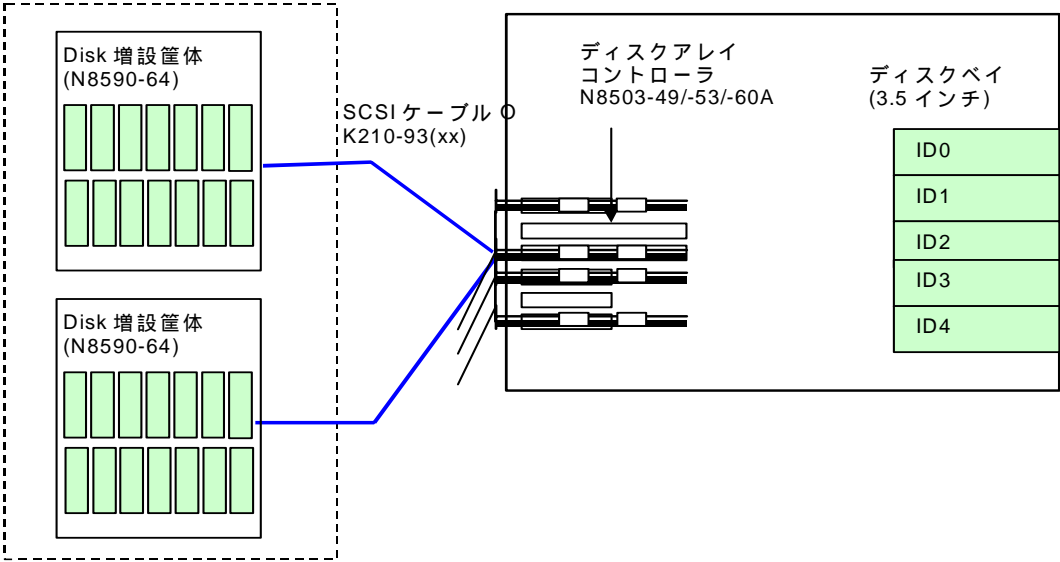 Disk 増設筐体
(N8590-64)
SCSI ケーブル O
K210-93(xx)
Disk 増設筐体
(N8590-64)
ディスクアレイ
コントローラ
N8503-49/-53/-60A
ディスクベイ
(3.5 インチ)
ID0
ID1
ID2
ID3
ID4